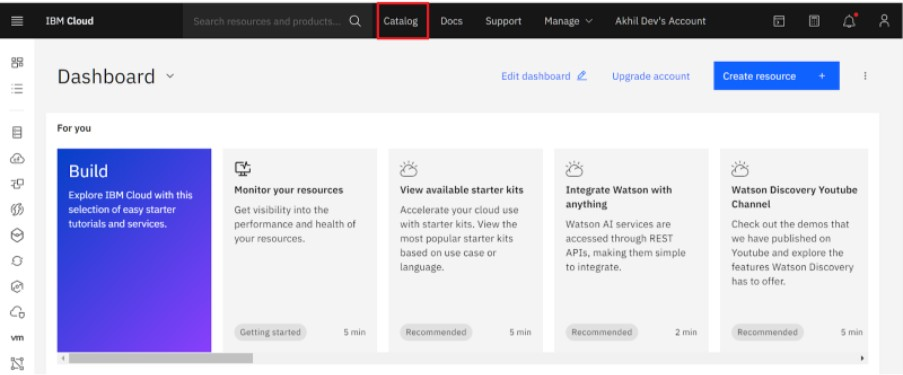 IBM Cloud
Search resources and products...
Catalog
Docs
Support
Manage
Akhil Dev's Account
Dashboard
Edit dashboard
Upgrade account
Create resource +
For you
Build
Explore IBM Cloud with this
selection of easy starter
tutorials and services.
Monitor your resources
Get visibility into the
performance and health of
your resources.
Getting started
5 min
View available starter kits
Accelerate your cloud use
with starter kits. View the
most popular starter kits
based on use case or
language.
Recommended
5 min
Integrate Watson with
anything
Watson AI services are
accessed through REST
APIs, making them simple
to integrate.
Recommended
2 min
Watson Discovery Youtube
Channel
Check out the demos that
we have published on
Youtube and explore the
features Watson Discovery
has to offer.
Recommended
5 min
vm